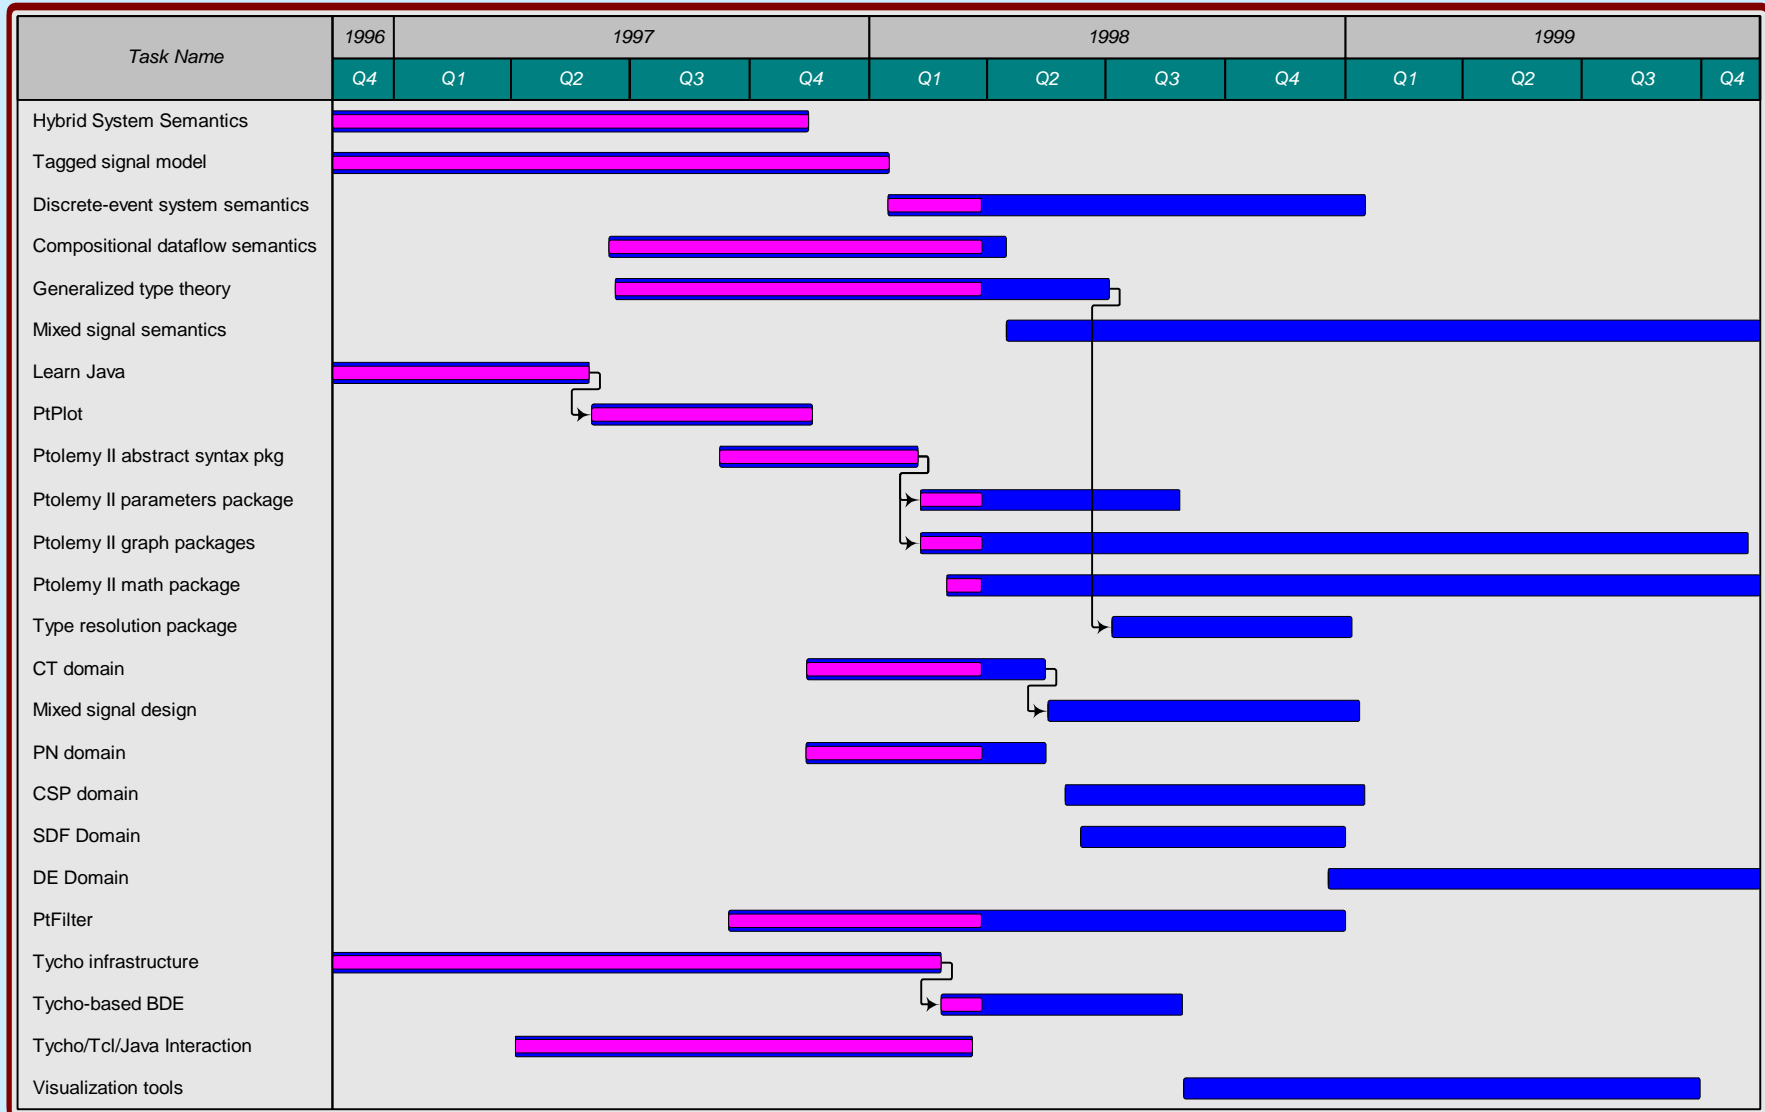 Task Name
1996 1997 1998 1999
Q4 Q1 Q2 Q3 Q4 Q1 Q2 Q3 Q4 Q1 Q2 Q3 Q4
Hybrid System Semantics
Tagged signal model
Discrete-event system semantics
Compositional dataflow semantics
Generalized type theory
Mixed signal semantics
Learn Java
PtPlot
Ptolemy II abstract syntax pkg
Ptolemy II parameters package
Ptolemy II graph packages
Ptolemy II math package
Type resolution package
CT domain
Mixed signal design
PN domain
CSP domain
SDF Domain
DE Domain
PtFilter
Tycho infrastructure
Tycho-based BDE
Tycho/Tcl/Java Interaction
Visualization tools